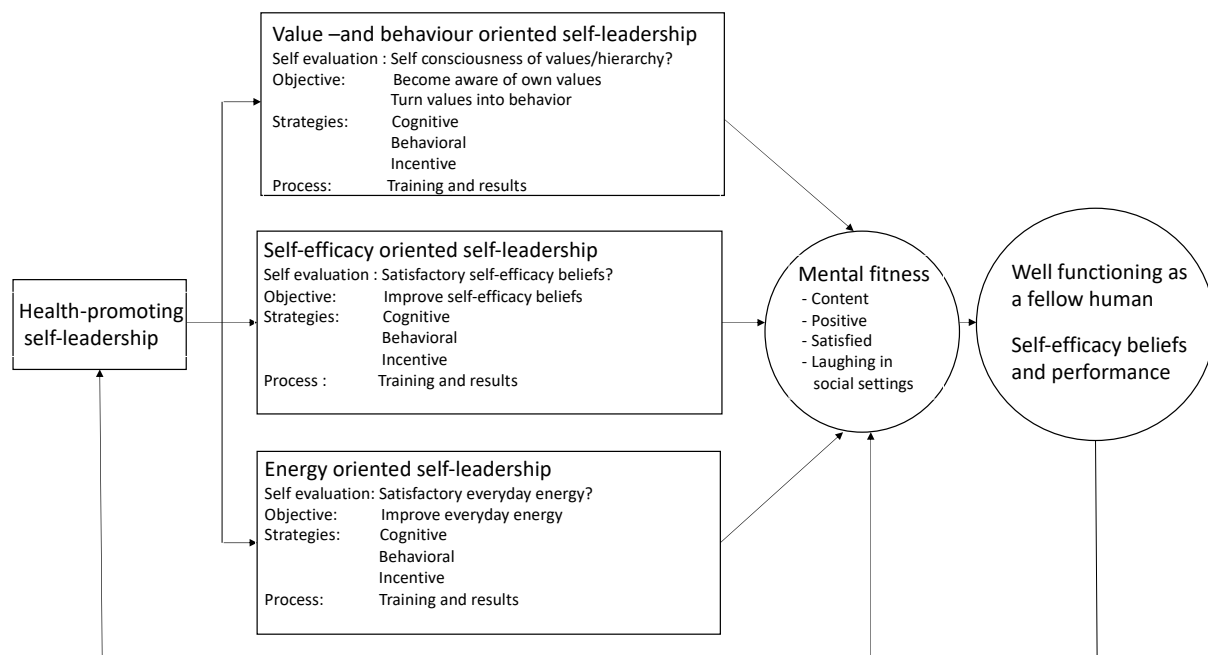 Health-promoting
self-leadership
Value –and behaviour oriented self-leadership
Self evaluation : Self consciousness of values/hierarchy?
Objective: Become aware of own values
Turn values into behavior
Strategies: Cognitive
Behavioral
Incentive
Process: Training and results
Self-efficacy oriented self-leadership
Self evaluation : Satisfactory self-efficacy beliefs?
Objective: Improve self-efficacy beliefs
Strategies: Cognitive
Behavioral
Incentive
Process : Training and results
Energy oriented self-leadership
Self evaluation: Satisfactory everyday energy?
Objective: Improve everyday energy
Strategies: Cognitive
Behavioral
Incentive
Process: Training and results
Mental fitness
- Content
- Positive
- Satisfied
- Laughing in
social settings
Well functioning as
a fellow human
Self-efficacy beliefs
and performance